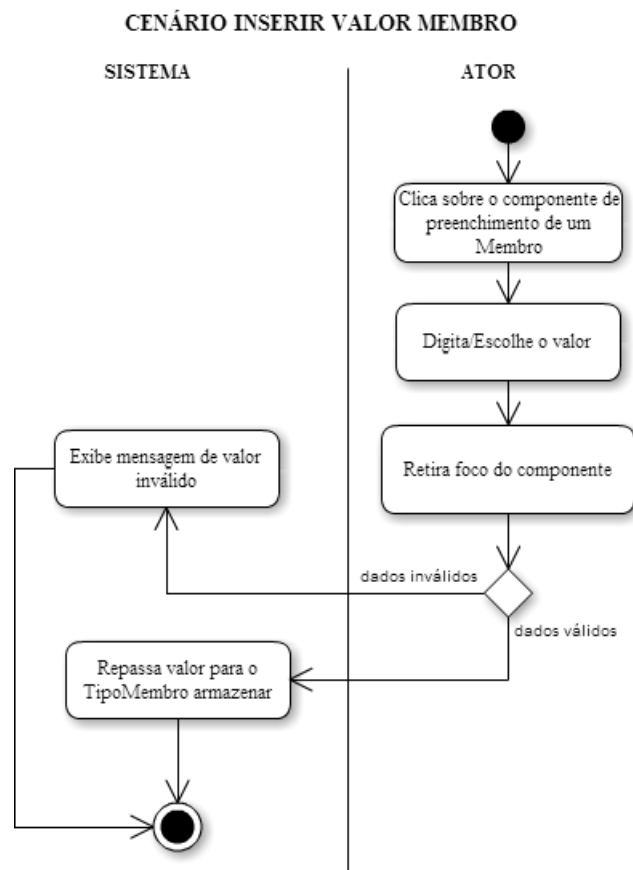 CENÁRIO INSERIR VALOR MEMBRO
SISTEMA
ATOR
Clica sobre o componente de
preenchimento de um
Membro
Digita/Escolhe o valor
Retira foco do componente
Exibe mensagem de valor
inválido
dados inválidos
dados válidos
Repassa valor para o
TipoMembro armazenar